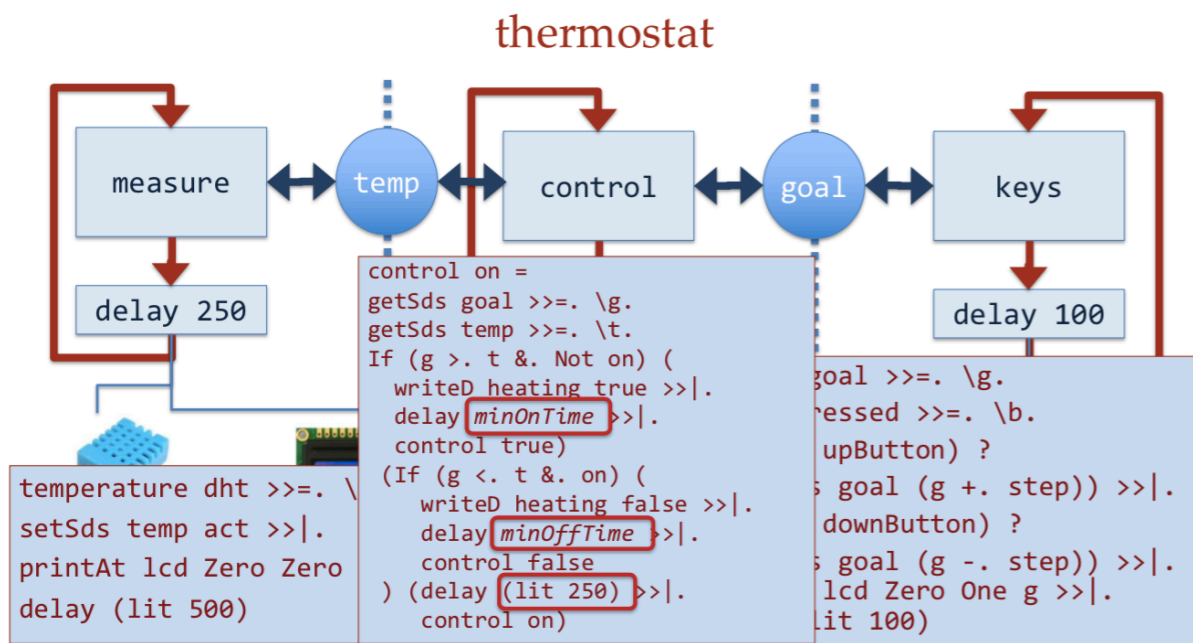 thermostat
measure
temp
control
goal
keys
delay 250
delay 100
control on =
getSds goal >>=. \g.
getSds temp >>=. \t.
If (g >. t &. Not on) (
writeD heating true >>|.
delay minOnTime >>|.
control true)
(If (g <. t &. on) (
writeD heating false >>|.
delay minOffTime >>|.
control false
) (delay (lit 250) >>|.
control on)
temperature dht >>=. \
setSds temp act >>|.
printAt lcd Zero Zero
delay (lit 500)
goal >>=. \g.
ressed >>=. \b.
upButton) ?
s goal (g +. step)) >>|.
downButton) ?
s goal (g -. step)) >>|.
lcd Zero One g >>|.
lit 100)